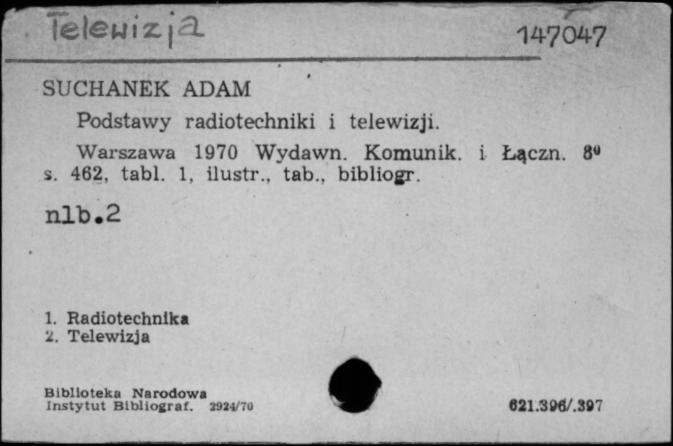 Telewizja 147047
SUCHANEK ADAM
Podstawy radiotechniki i telewizji.
Warszawa 1970 Wydawn. Komunik. i Łączn. 8⁰
s. 462, tabl. 1, ilustr., tab., bibliogr.
nlb.2
1. Radiotechnika
2. Telewizja
Biblioteka Narodowa
Instytut Bibliograf. 2924/70 621.396/.397